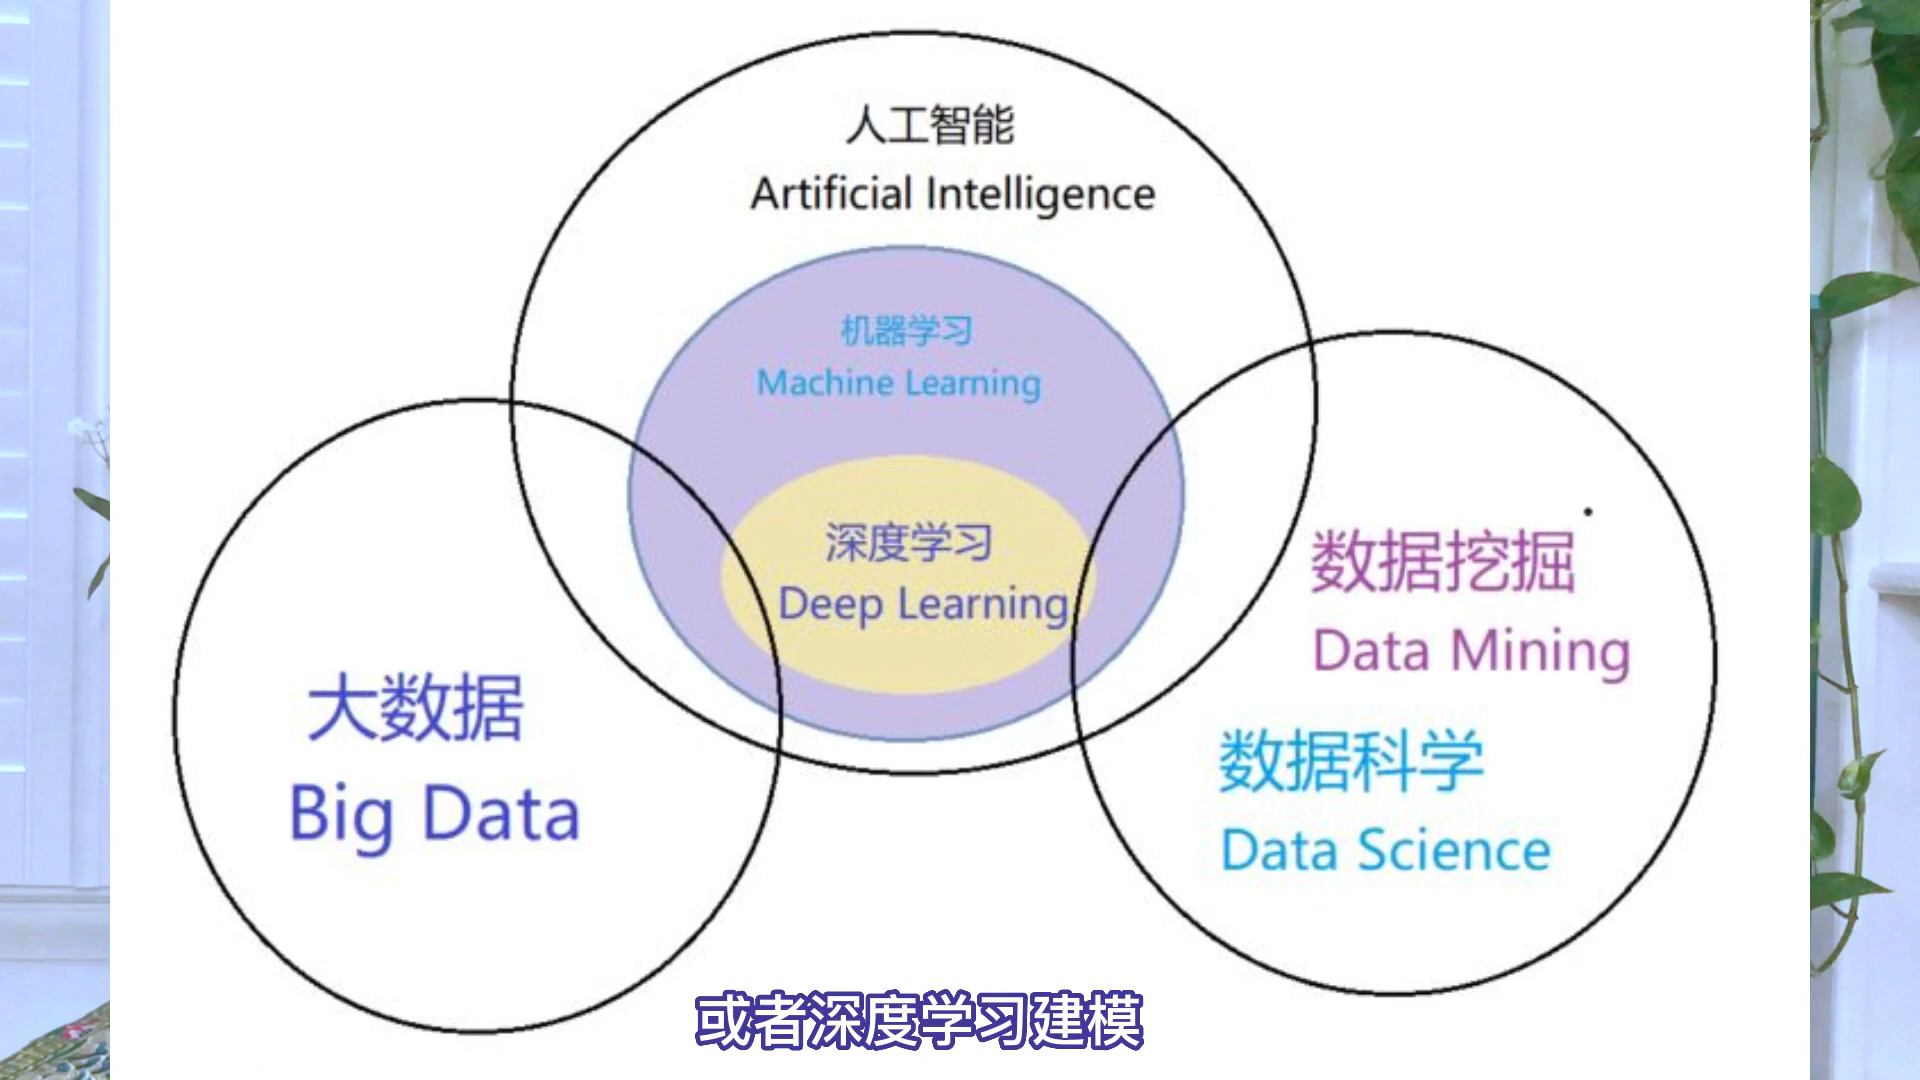 人工智能
Artificial Intelligence
机器学习
Machine Learning
深度学习
Deep Learning
大数据
Big Data
数据挖掘
Data Mining
数据科学
Data Science
或者深度学习建模